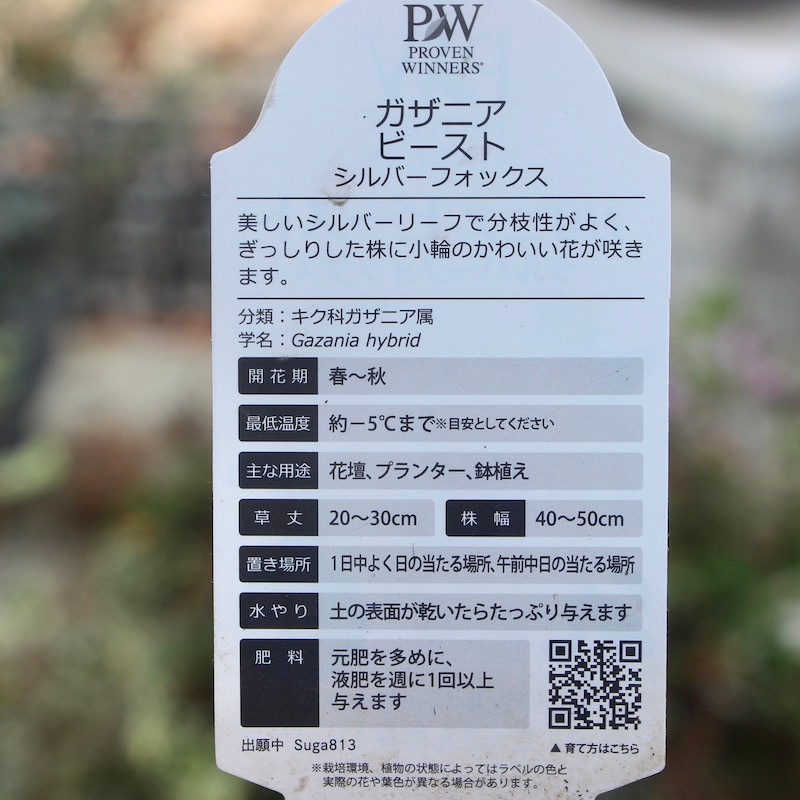 PW
PROVEN
WINNERS®
ガザニア
ビースト
シルバーフォックス
美しいシルバーリーフで分枝性がよく、
ぎっしりした株に小輪のかわいい花が咲き
ます。
分類：キク科ガザニア属
学名：Gazania hybrid
開花期 春〜秋
最低温度 約−5℃まで※目安としてください
主な用途 花壇、プランター、鉢植え
草丈 20〜30cm 株幅 40〜50cm
置き場所 1日中よく日の当たる場所、午前中日の当たる場所
水やり 土の表面が乾いたらたっぷり与えます
肥料 元肥を多めに、
液肥を週に1回以上
与えます
出願中 Suga813 ▲育て方はこちら
※栽培環境、植物の状態によってはラベルの色と
実際の花や葉色が異なる場合があります。